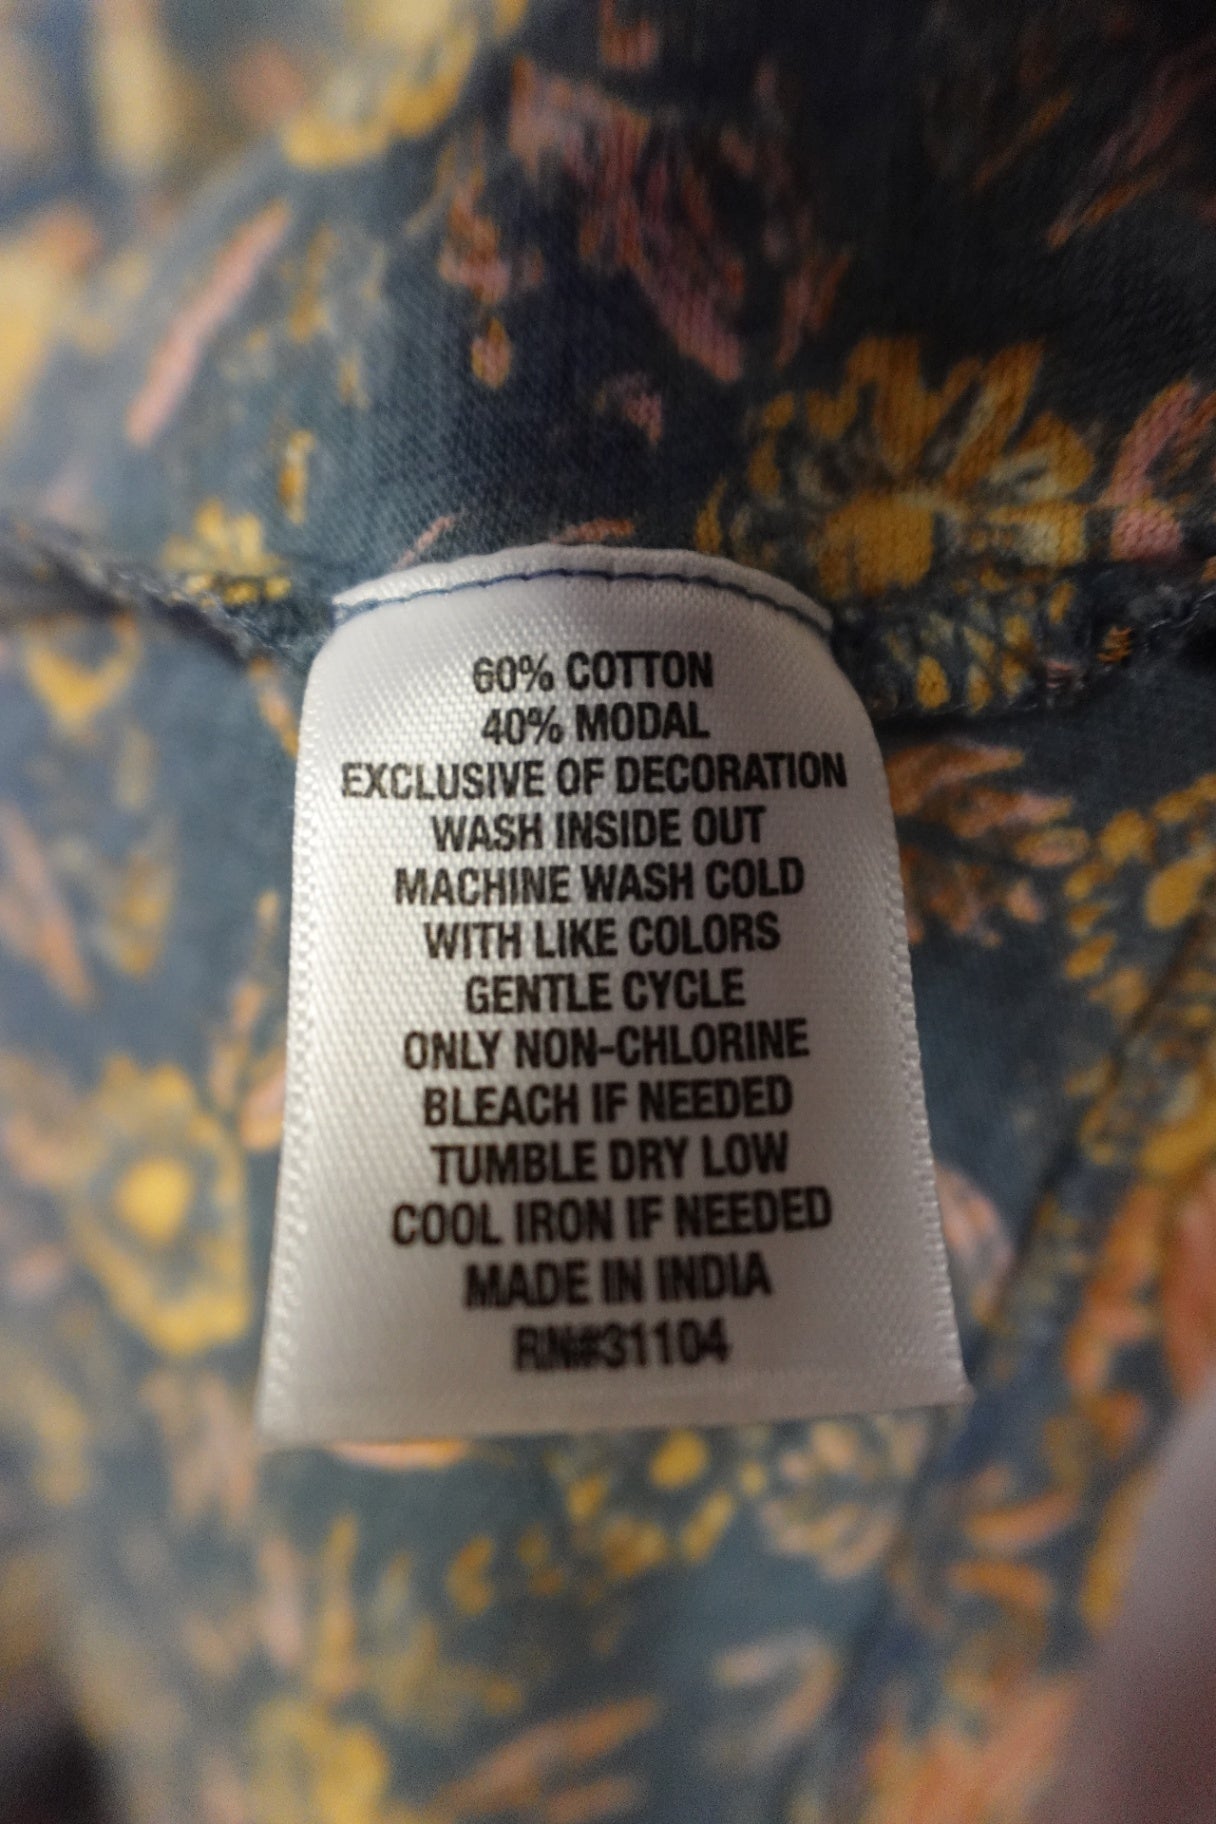 60% COTTON
40% MODAL
EXCLUSIVE OF DECORATION
WASH INSIDE OUT
MACHINE WASH COLD
WITH LIKE COLORS
GENTLE CYCLE
ONLY NON-CHLORINE
BLEACH IF NEEDED
TUMBLE DRY LOW
COOL IRON IF NEEDED
MADE IN INDIA
RN#31104